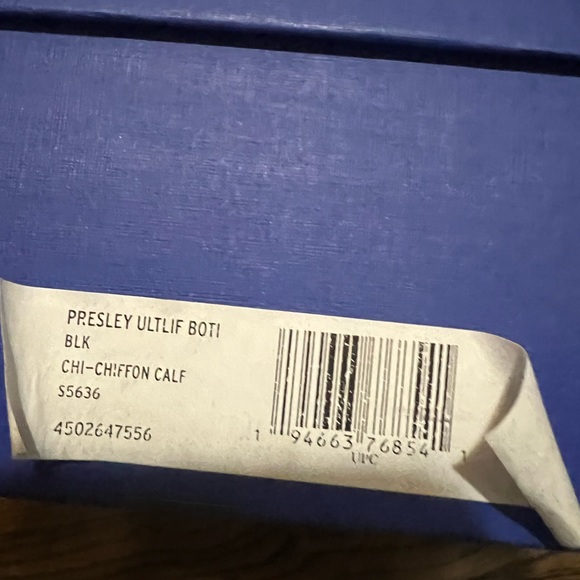 PRESLEY ULTLIF BOTI
BLK
CHI-CHIFFON CALF
S5636
4502647556
1 94663 76854 1
UPC